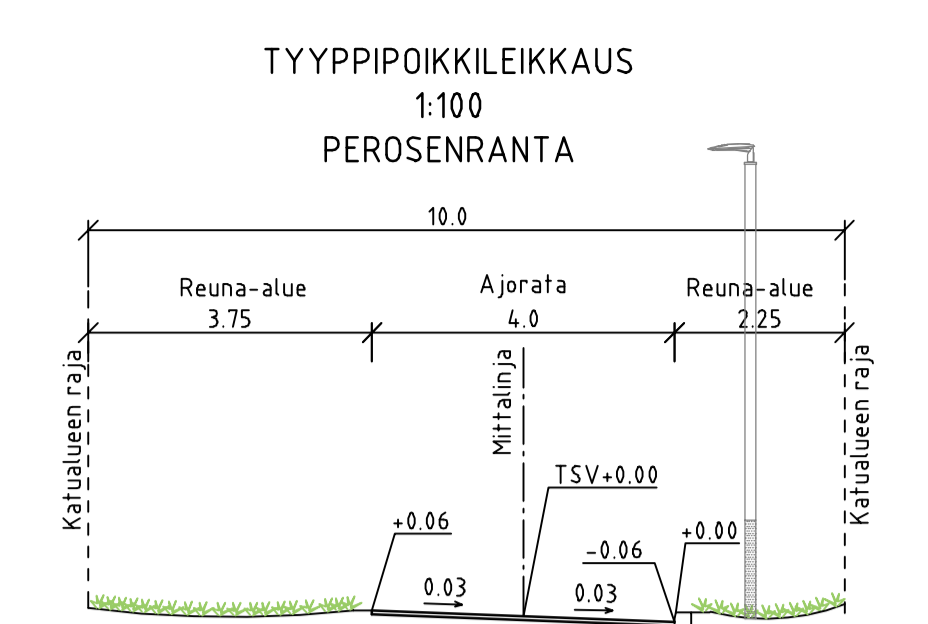 TYYPPIPOIKKILEIKKAUS
1:100
PEROSENRANTA
10.0
Reuna-alue
Ajorata
Reuna-alue
3.75
4.0
2.25
Katualueen raja
Mittalinja
Katualueen raja
TSV+0.00
+0.06
+0.00
-0.06
0.03
0.03